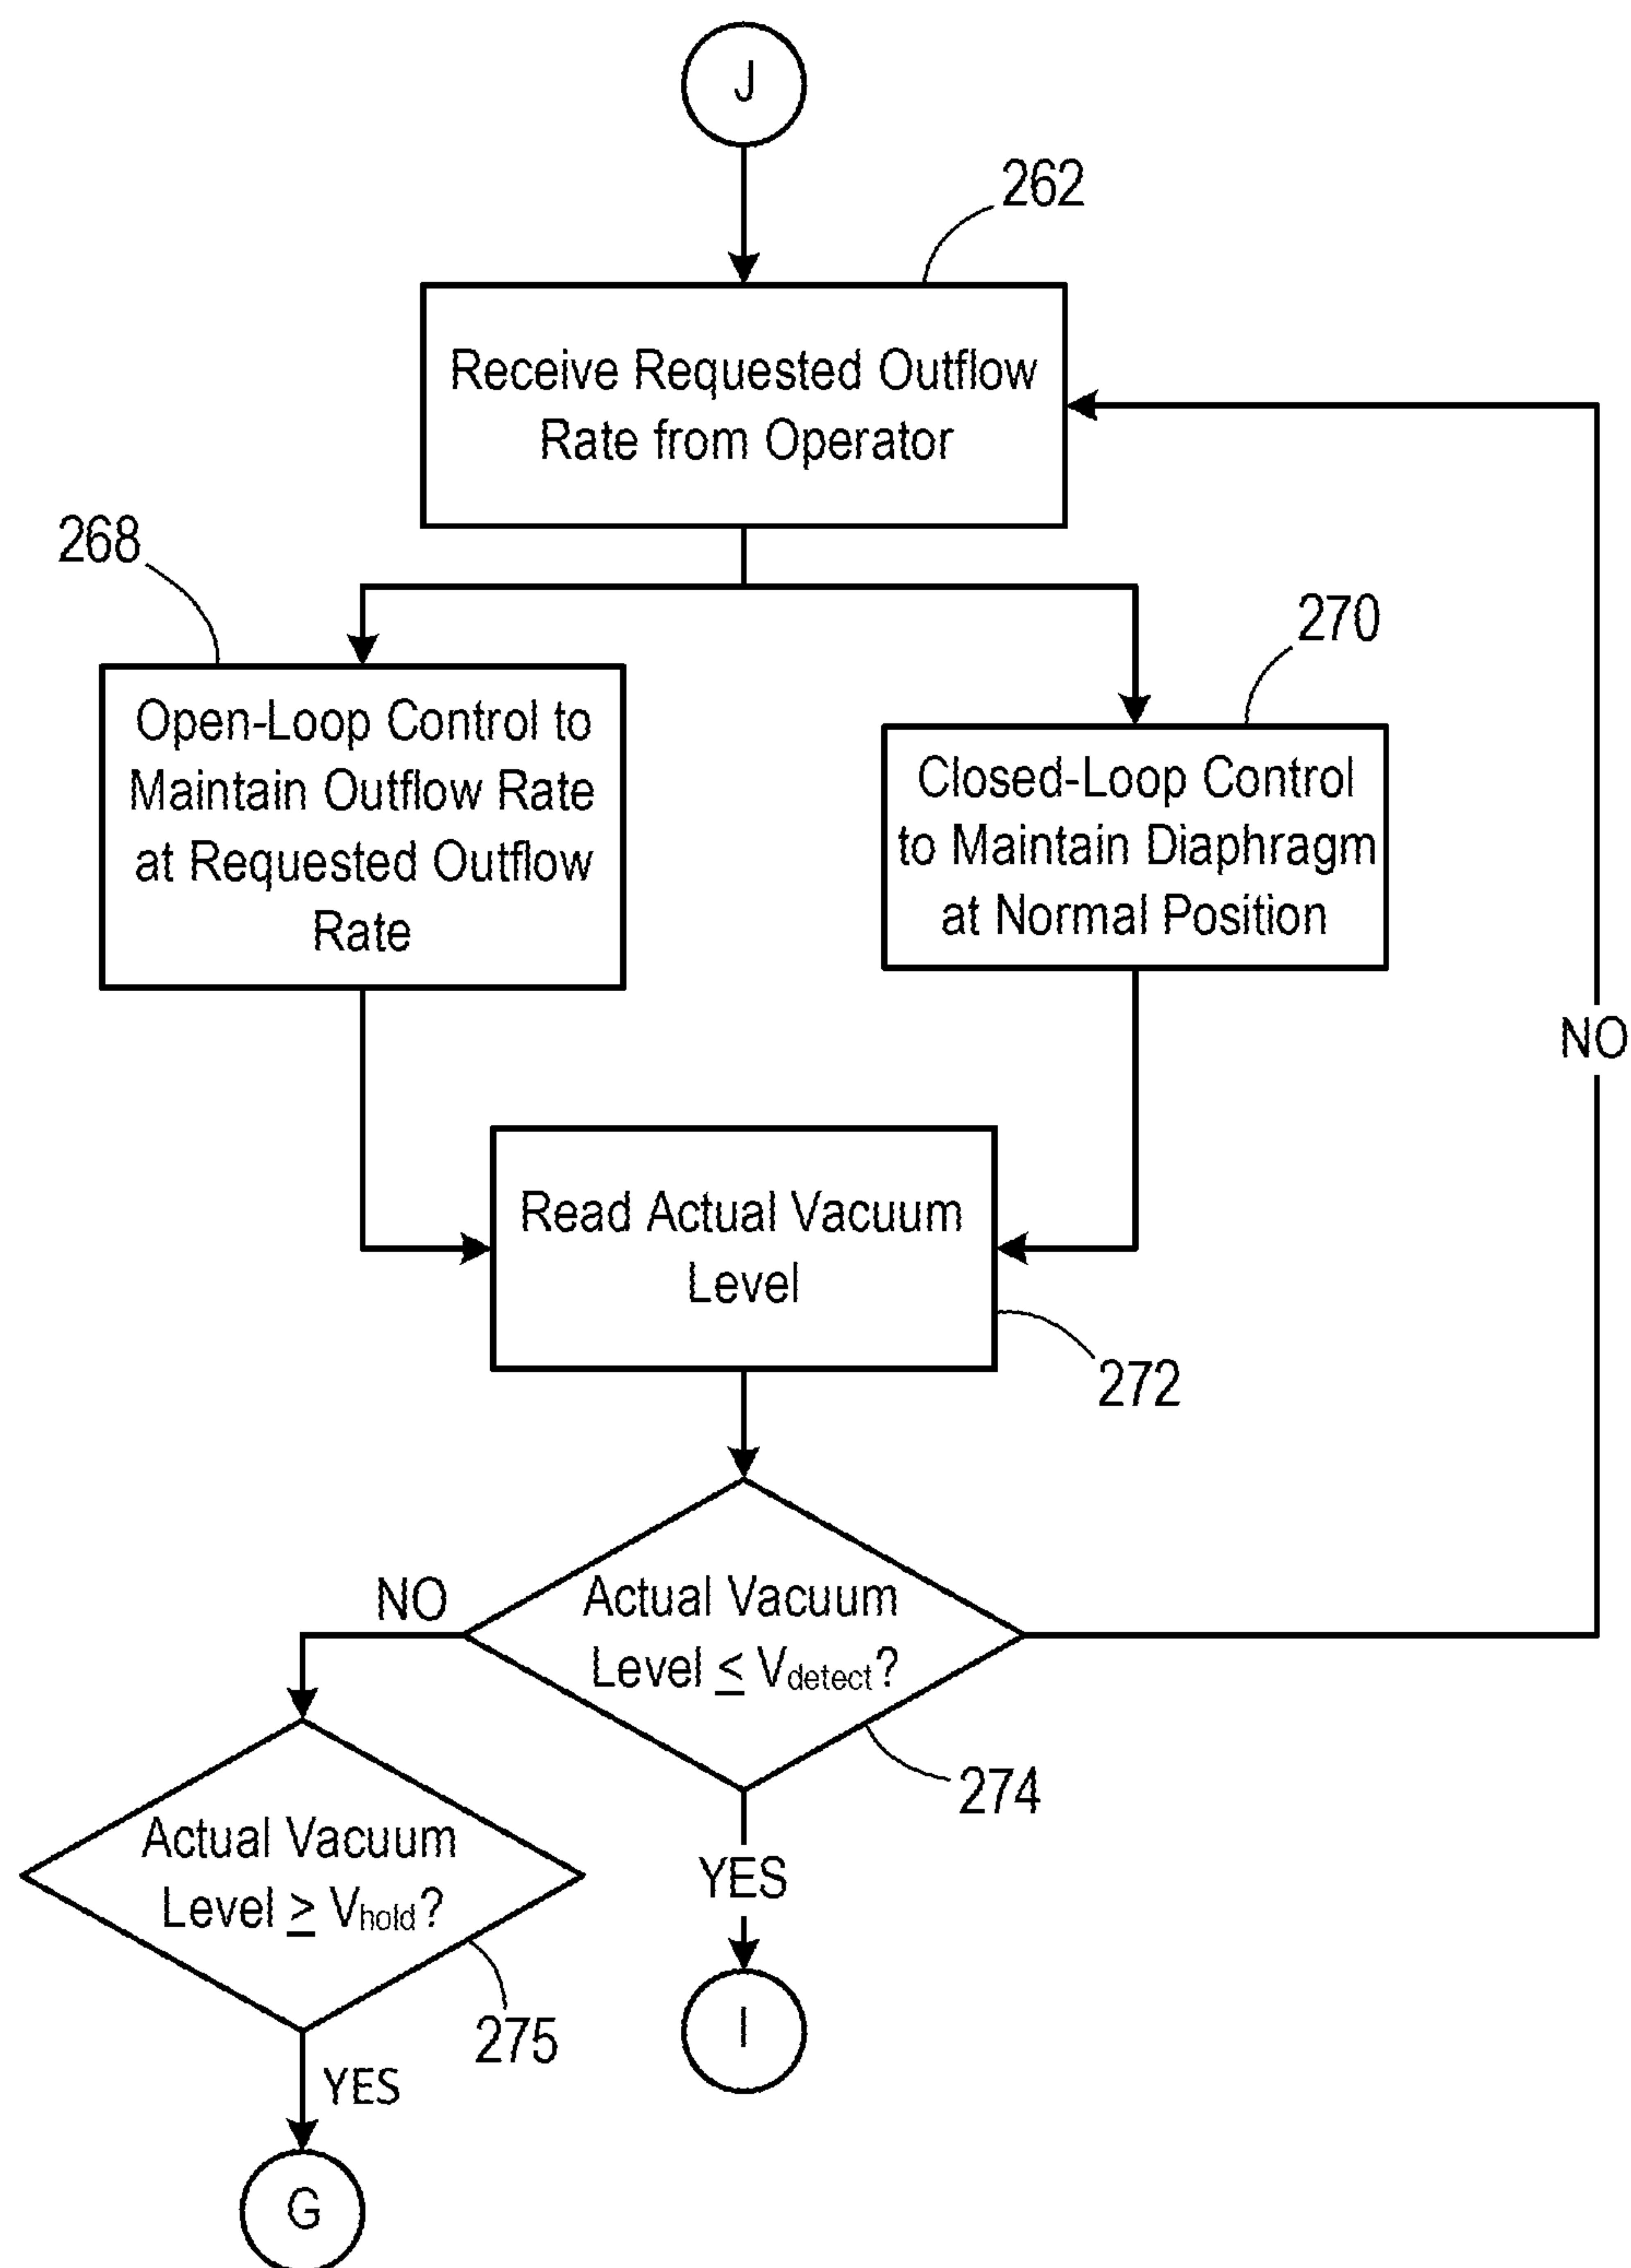 J
262
Receive Requested Outflow
Rate from Operator
268
270
Open-Loop Control to
Maintain Outflow Rate
at Requested Outflow
Rate
Closed-Loop Control
to Maintain Diaphragm
at Normal Position
NO
Read Actual Vacuum
Level
272
NO
Actual Vacuum
Level ≤ Vdetect?
274
Actual Vacuum
Level ≥ Vhold?
YES
275
I
YES
G